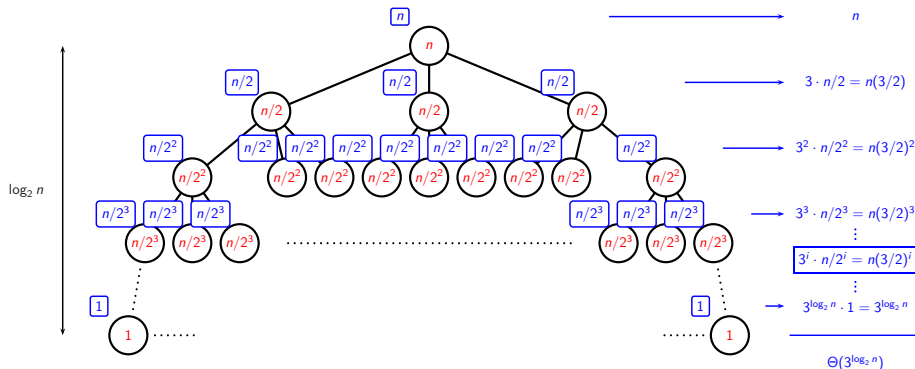 n n
n
n/2 n/2 n/2 3 · n/2 = n(3/2)
n/2 n/2 n/2
n/2² n/2² n/2² n/2² n/2² n/2² n/2² n/2² n/2² 3² · n/2² = n(3/2)²
n/2² n/2² n/2² n/2² n/2² n/2² n/2² n/2² n/2²
log₂ n
n/2³ n/2³ n/2³ n/2³ n/2³ n/2³ 3³ · n/2³ = n(3/2)³
n/2³ n/2³ n/2³ n/2³ n/2³ n/2³
3ⁱ · n/2ⁱ = n(3/2)ⁱ
1 1 3^{log₂ n} · 1 = 3^{log₂ n}
1 1
Θ(3^{log₂ n})